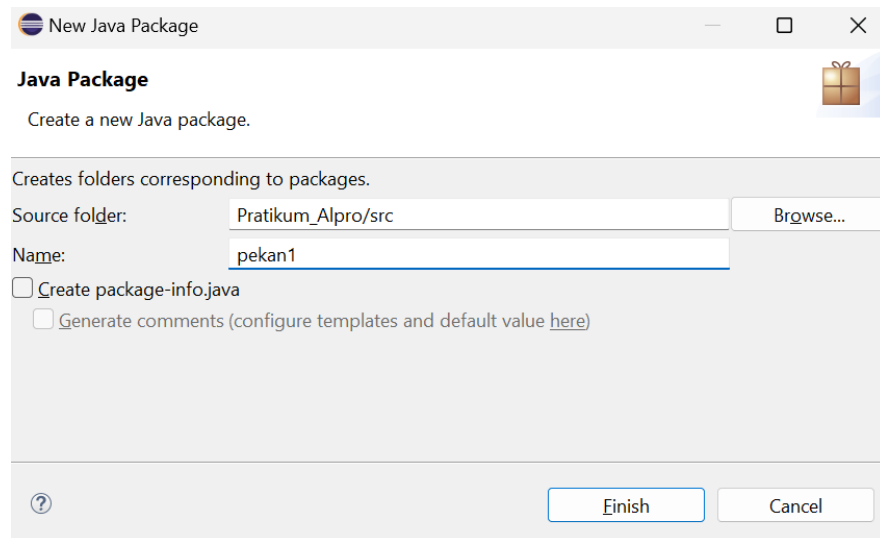 New Java Package
Java Package
Create a new Java package.
Creates folders corresponding to packages.
Source folder: Pratikum_Alpro/src Browse...
Name: pekan1
Create package-info.java
Generate comments (configure templates and default value here)
? Finish Cancel